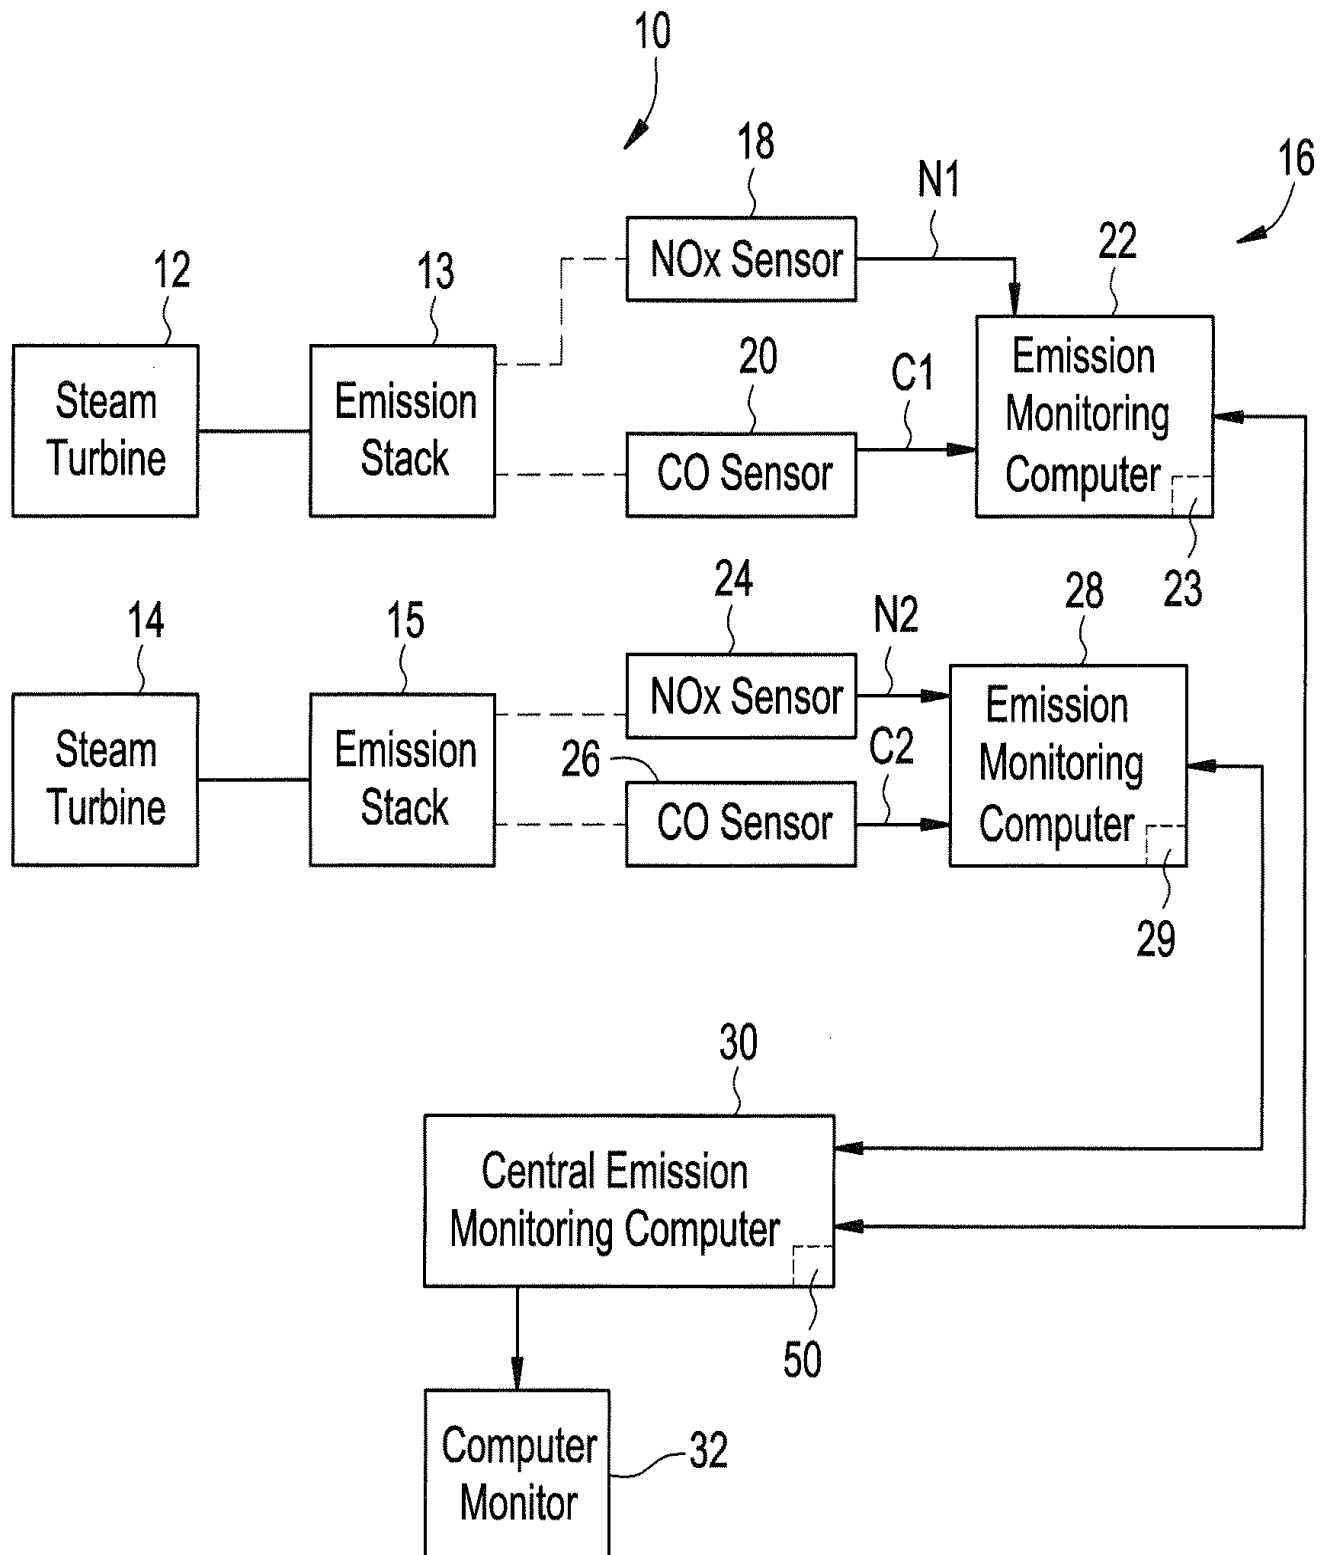 10
16
18
N1
22
12
13
NOx Sensor
Emission
Monitoring
Computer
20
C1
Steam
Turbine
Emission
Stack
CO Sensor
23
24
N2
28
14
15
NOx Sensor
Emission
Monitoring
Computer
26
C2
Steam
Turbine
Emission
Stack
CO Sensor
29
30
Central Emission
Monitoring Computer
50
Computer
Monitor
32